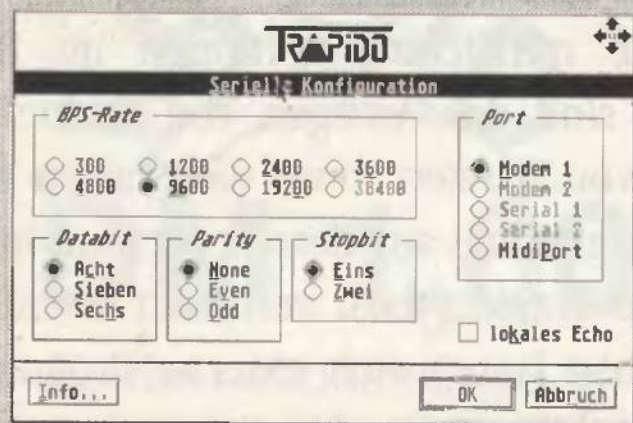 TRAPiDO
Serielle Konfiguration
BPS-Rate
300 1200 2400 3600
4800 9600 19200 38400
Port
Modem 1
Modem 2
Serial 1
Serial 2
MidiPort
Databit
Acht
Sieben
Sechs
Parity
None
Even
Odd
Stopbit
Eins
Zwei
lokales Echo
Info...
OK
Abbruch